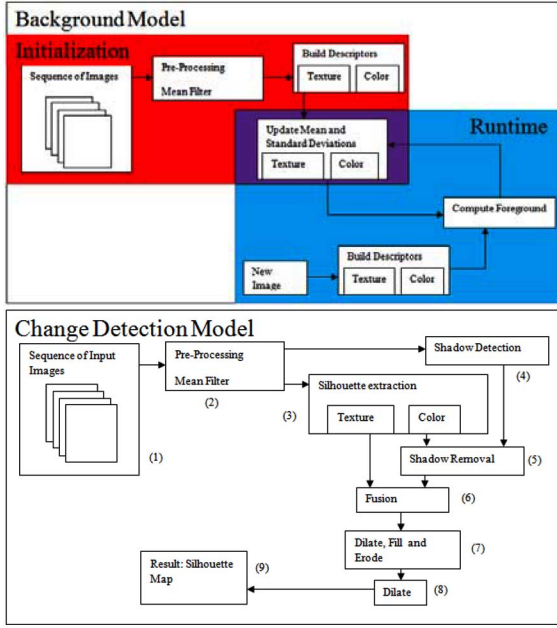 Background Model
Initialization
Sequence of Images
Pre-Processing
Mean Filter
Build Descriptors
Texture
Color
Runtime
Update Mean and
Standard Deviations
Texture
Color
Compute Foreground
New
Image
Build Descriptors
Texture
Color
Change Detection Model
Sequence of Input
Images
(1)
Pre-Processing
Mean Filter
(2)
Shadow Detection
(4)
Silhouette extraction
(3)
Texture
Color
Shadow Removal
(5)
Fusion
(6)
Dilate, Fill and
Erode
(7)
Dilate
(8)
Result: Silhouette
Map
(9)